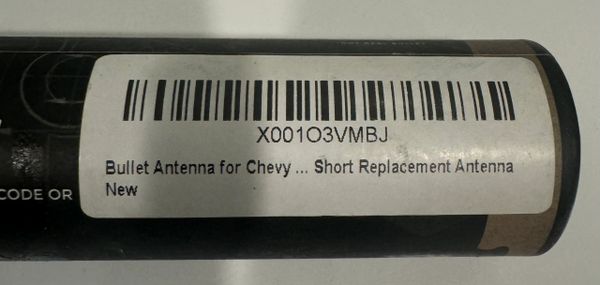 X001O3VMBJ
Bullet Antenna for Chevy ... Short Replacement Antenna
New
CODE OR